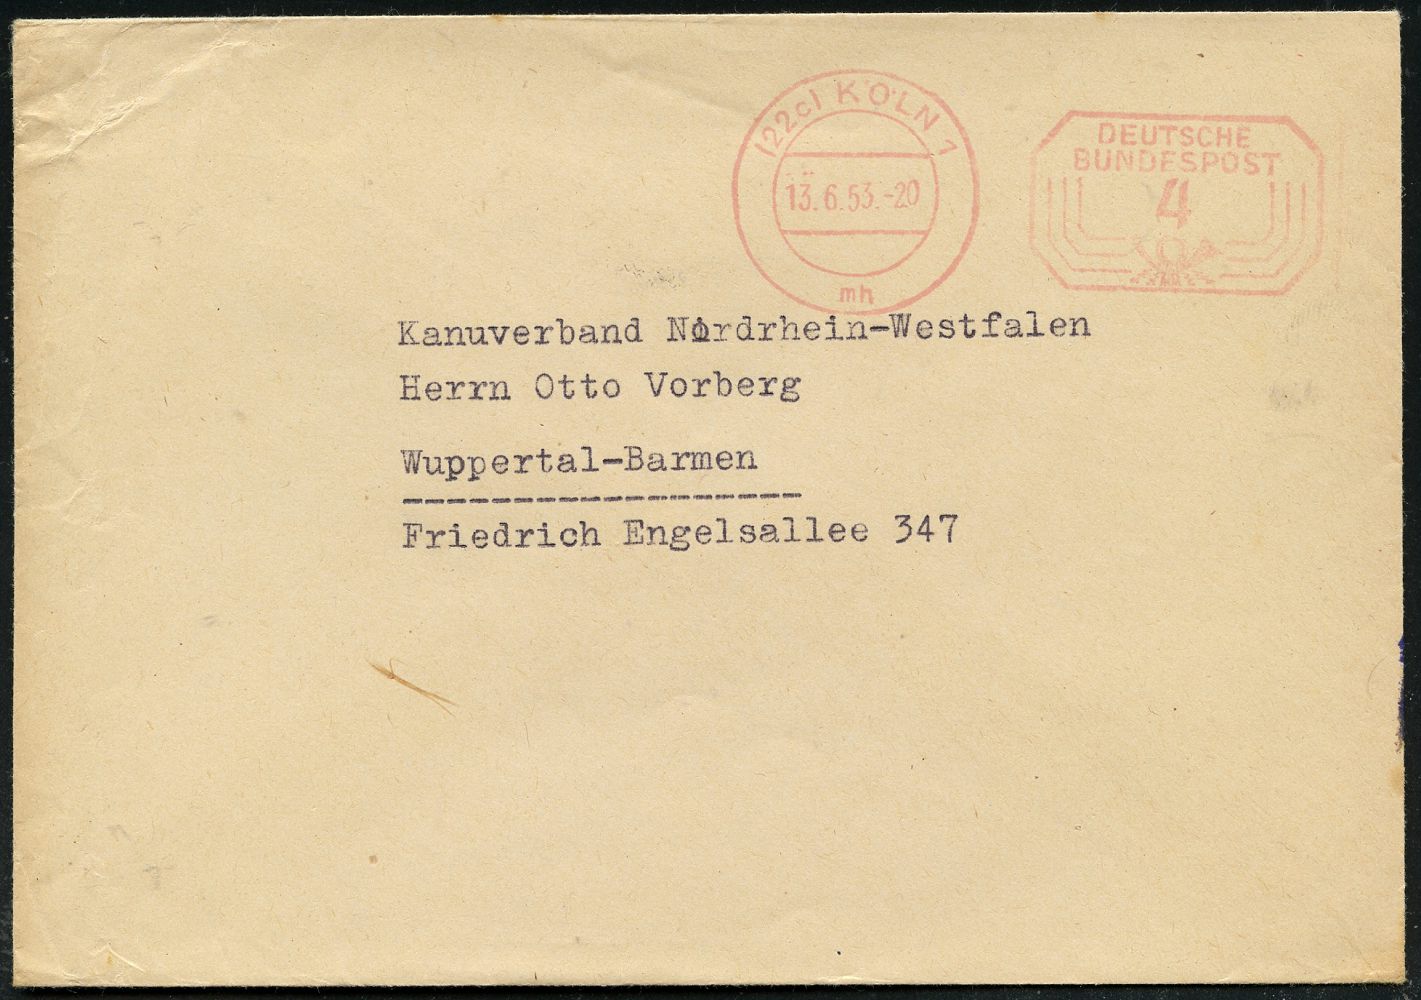 (22c) KÖLN 1
13.6.53.-20
mh
DEUTSCHE
BUNDESPOST
4
Kanuverband Nordrhein-Westfalen
Herrn Otto Vorberg
Wuppertal-Barmen
------------------
Friedrich Engelsallee 347